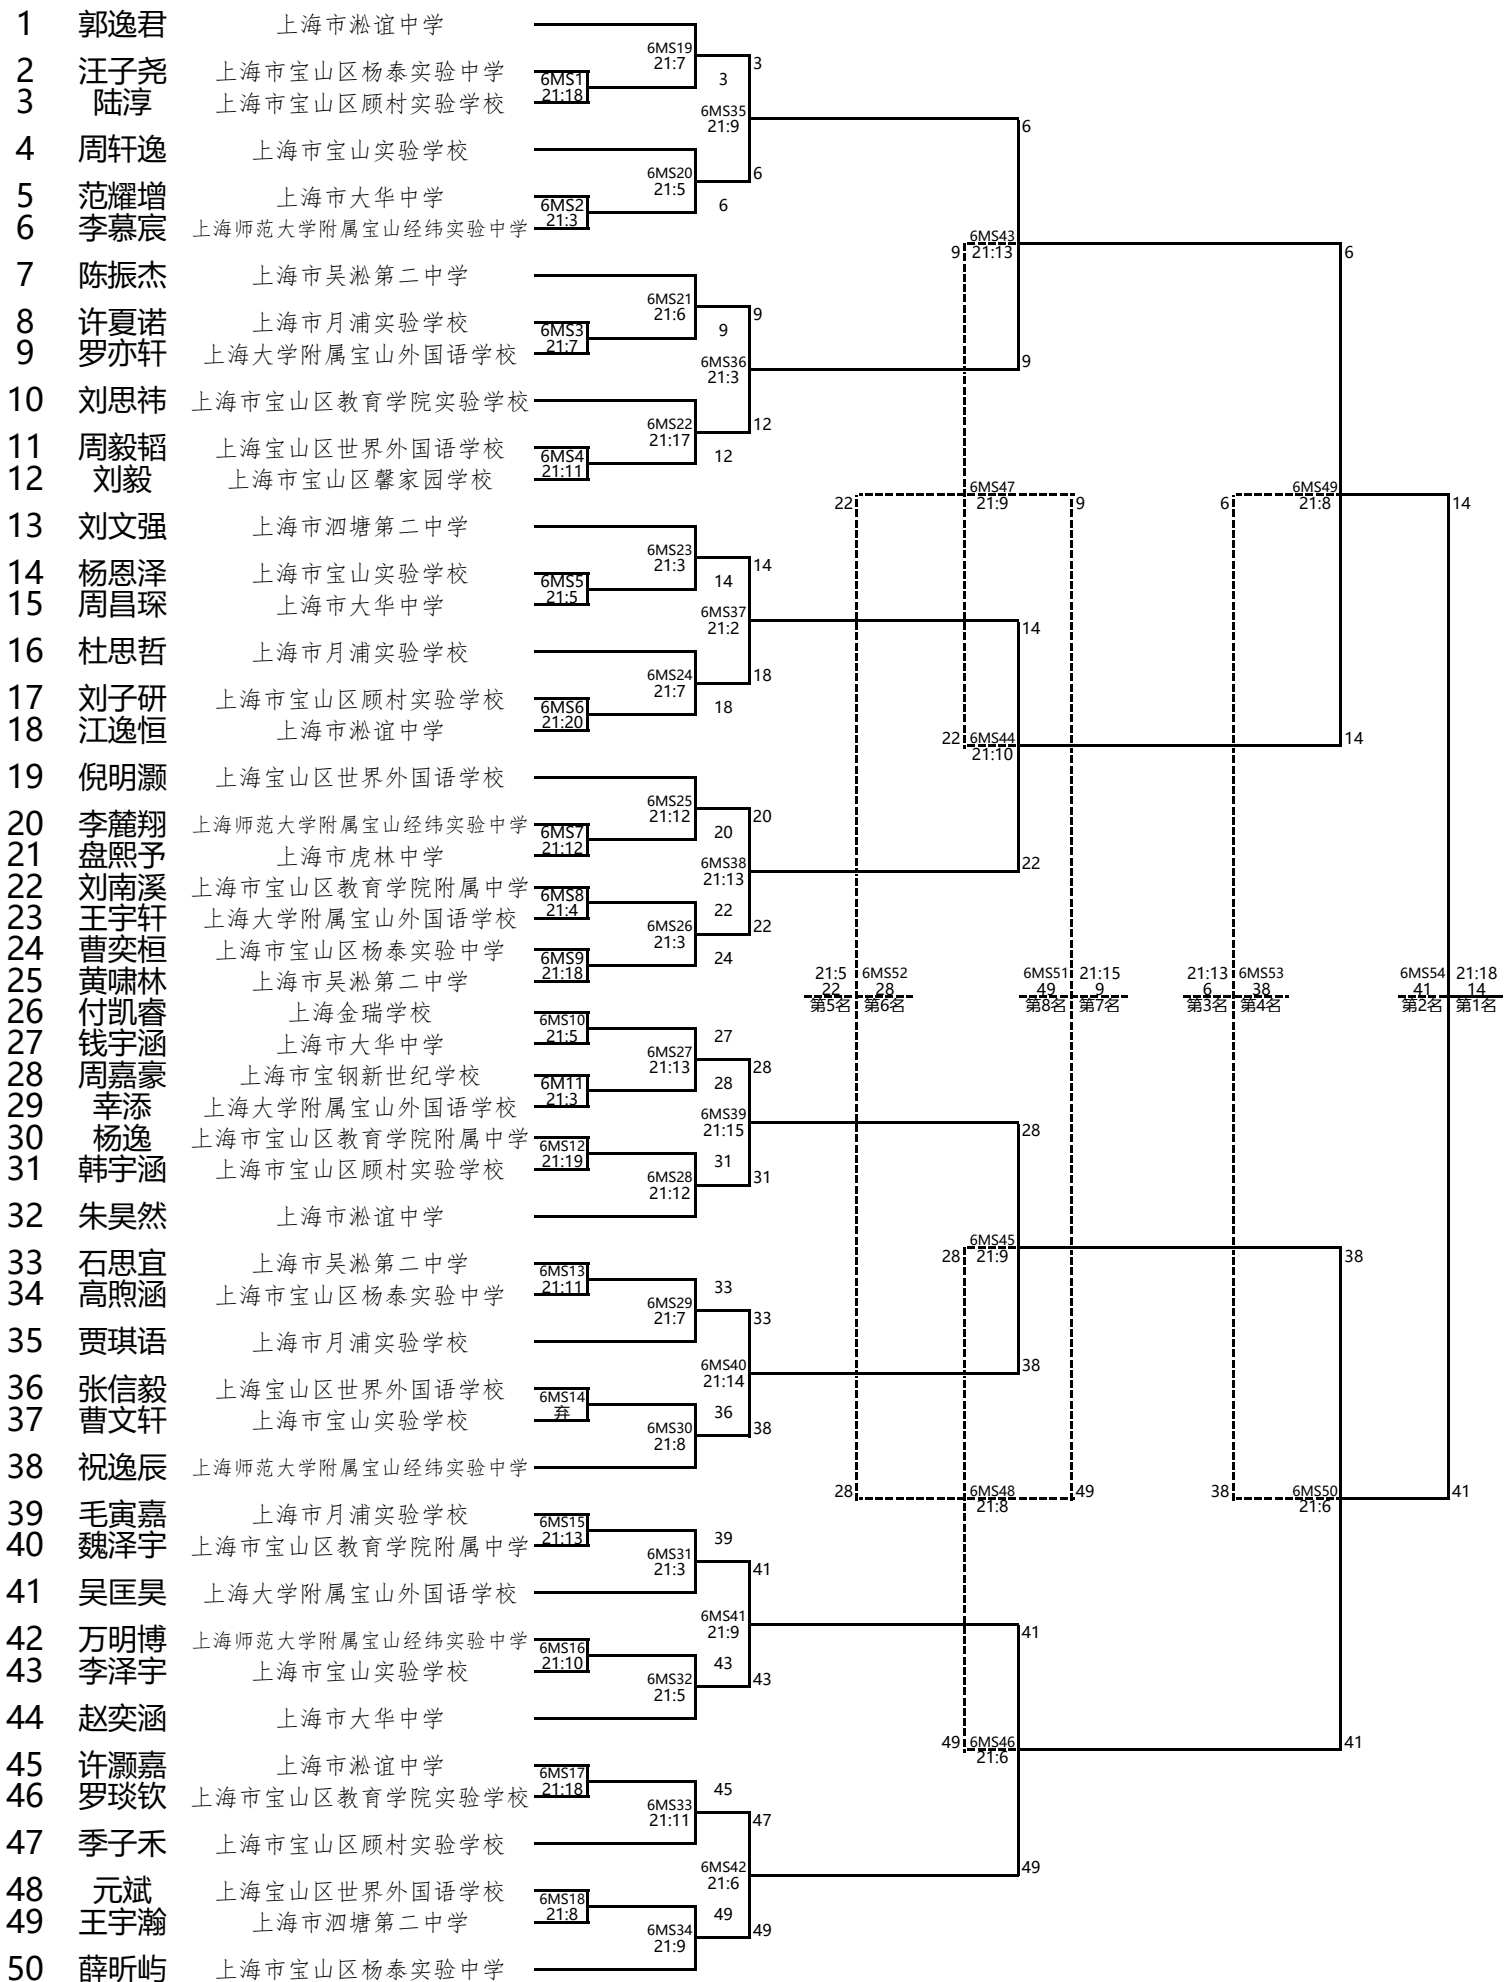 1 郭逸君 上海市淞谊中学
6MS19
21:7
3
3
2 汪子尧 上海市宝山区杨泰实验中学
6MS1
21:18
3 陆淳 上海市宝山区顾村实验学校
6MS35
21:9
6
4 周轩逸 上海市宝山实验学校
6MS20
21:5
6
6
5 范耀增 上海市大华中学
6MS2
21:3
6 李慕宸 上海师范大学附属宝山经纬实验中学
9
6MS43
21:13
6
7 陈振杰 上海市吴淞第二中学
6MS21
21:6
9
9
8 许夏诺 上海市月浦实验学校
6MS3
21:7
9 罗亦轩 上海大学附属宝山外国语学校
6MS36
21:3
9
10 刘思祎 上海市宝山区教育学院实验学校
6MS22
21:17
12
12
11 周毅韬 上海宝山区世界外国语学校
6MS4
21:11
12 刘毅 上海市宝山区馨家园学校
22
6MS47
21:9
9
6
6MS49
21:8
14
13 刘文强 上海市泗塘第二中学
6MS23
21:3
14
14
14 杨恩泽 上海市宝山实验学校
6MS5
21:5
15 周昌琛 上海市大华中学
6MS37
21:2
14
16 杜思哲 上海市月浦实验学校
6MS24
21:7
18
18
17 刘子研 上海市宝山区顾村实验学校
6MS6
21:20
18 江逸恒 上海市淞谊中学
22
6MS44
21:10
14
19 倪明灏 上海宝山区世界外国语学校
6MS25
21:12
20
20
20 李麓翔 上海师范大学附属宝山经纬实验中学
6MS7
21:12
21 盘熙予 上海市虎林中学
6MS38
21:13
22
22 刘南溪 上海市宝山区教育学院附属中学
6MS8
21:4
22
23 王宇轩 上海大学附属宝山外国语学校
6MS26
21:3
22
24 曹奕桓 上海市宝山区杨泰实验中学
6MS9
21:18
24
25 黄啸林 上海市吴淞第二中学
21:5 6MS52
22 28
第5名 第6名
6MS51 21:15
49 9
第8名 第7名
21:13 6MS53
6 38
第3名 第4名
6MS54 21:18
41 14
第2名 第1名
26 付凯睿 上海金瑞学校
6MS10
21:5
27
27 钱宇涵 上海市大华中学
6MS27
21:13
28
28 周嘉豪 上海市宝钢新世纪学校
6M11
21:3
28
29 幸添 上海大学附属宝山外国语学校
6MS39
21:15
28
30 杨逸 上海市宝山区教育学院附属中学
6MS12
21:19
31
31 韩宇涵 上海市宝山区顾村实验学校
6MS28
21:12
31
32 朱昊然 上海市淞谊中学
28
6MS45
21:9
38
33 石思宜 上海市吴淞第二中学
6MS13
21:11
33
34 高煦涵 上海市宝山区杨泰实验中学
6MS29
21:7
33
35 贾琪语 上海市月浦实验学校
6MS40
21:14
38
36 张信毅 上海宝山区世界外国语学校
6MS14
弃
36
37 曹文轩 上海市宝山实验学校
6MS30
21:8
38
38 祝逸辰 上海师范大学附属宝山经纬实验中学
28
6MS48
21:8
49
38
6MS50
21:6
41
39 毛寅嘉 上海市月浦实验学校
6MS15
21:13
39
40 魏泽宇 上海市宝山区教育学院附属中学
6MS31
21:3
41
41 吴匡昊 上海大学附属宝山外国语学校
6MS41
21:9
41
42 万明博 上海师范大学附属宝山经纬实验中学
6MS16
21:10
43
43 李泽宇 上海市宝山实验学校
6MS32
21:5
43
44 赵奕涵 上海市大华中学
49
6MS46
21:6
41
45 许灏嘉 上海市淞谊中学
6MS17
21:18
45
46 罗琰钦 上海市宝山区教育学院实验学校
6MS33
21:11
47
47 季子禾 上海市宝山区顾村实验学校
6MS42
21:6
49
48 元斌 上海宝山区世界外国语学校
6MS18
21:8
49
49 王宇瀚 上海市泗塘第二中学
6MS34
21:9
49
50 薛昕屿 上海市宝山区杨泰实验中学